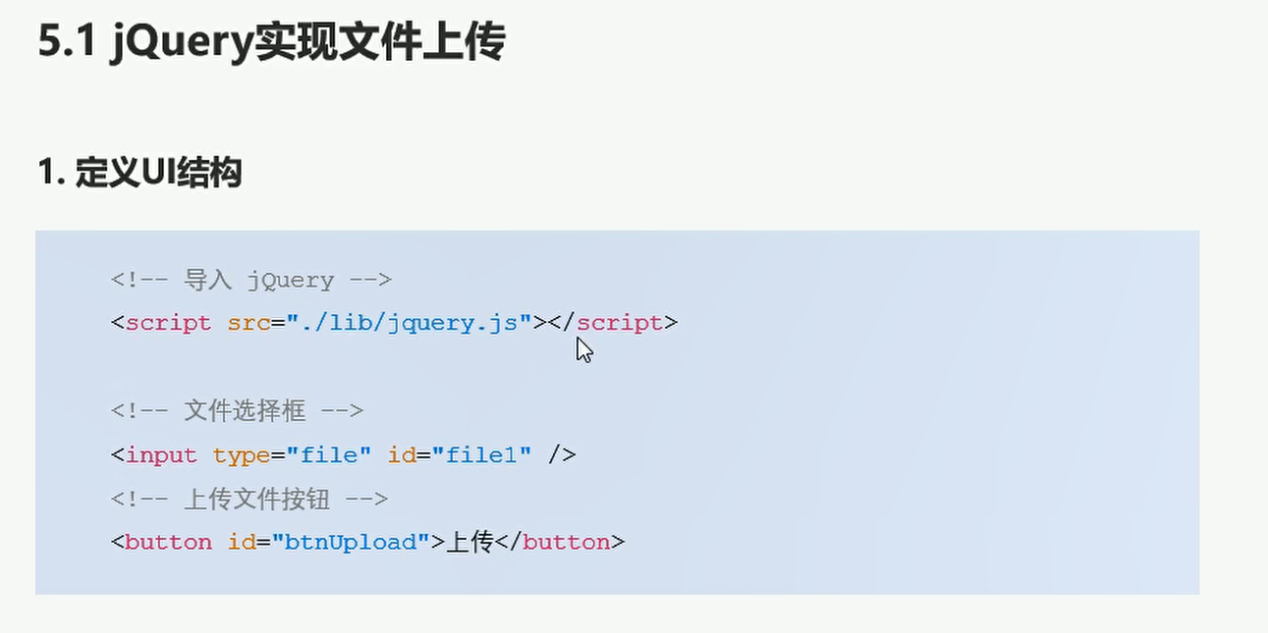 5.1 jQuery实现文件上传
1. 定义UI结构
<!-- 导入 jQuery -->
<script src="./lib/jquery.js"></script>
<!-- 文件选择框 -->
<input type="file" id="file1" />
<!-- 上传文件按钮 -->
<button id="btnUpload">上传</button>